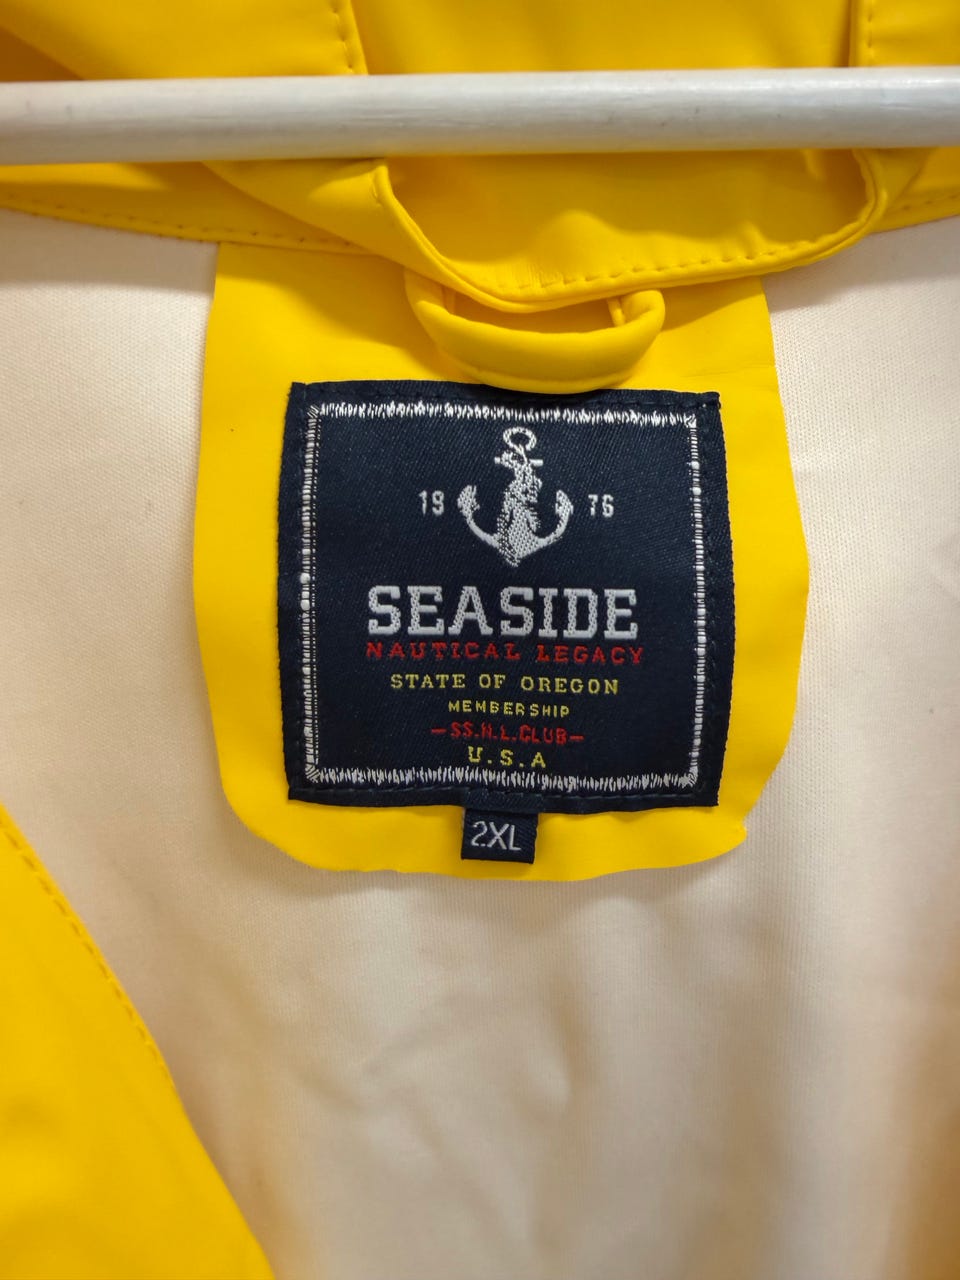 19 76
SEASIDE
NAUTICAL LEGACY
STATE OF OREGON
MEMBERSHIP
-SS.N.L.CLUB-
U.S.A
2XL